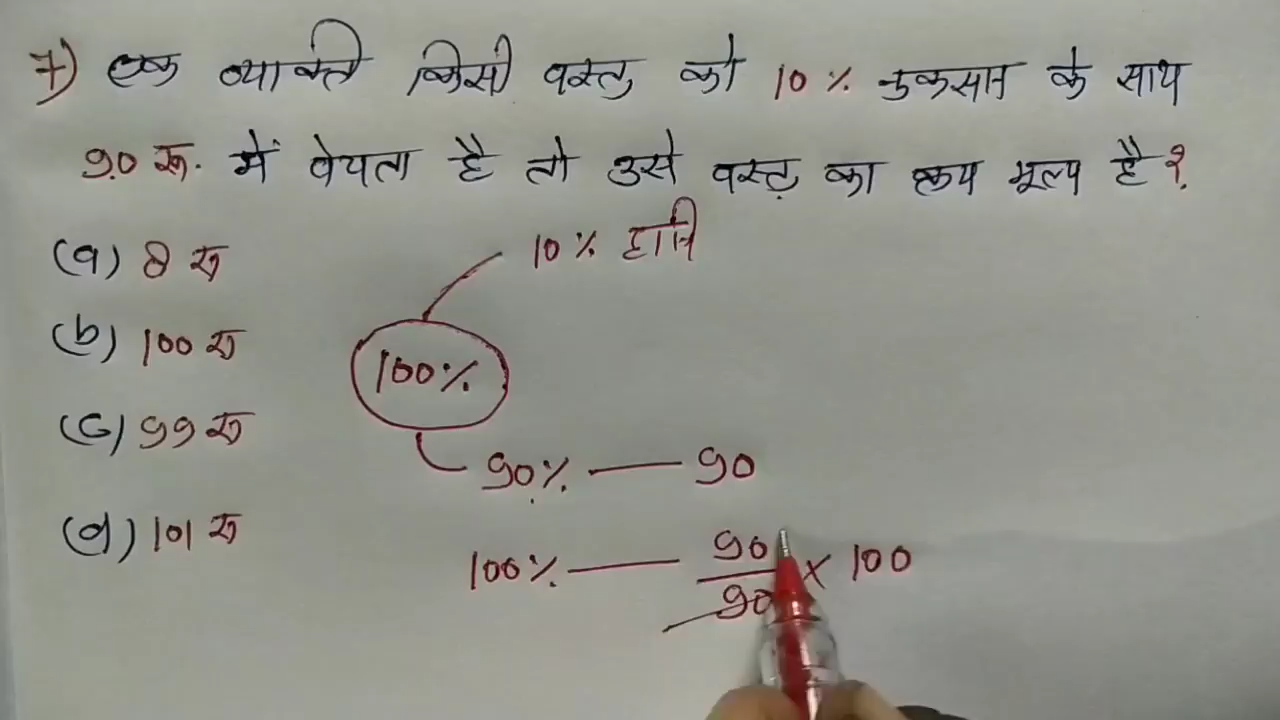 7) एक व्यक्ति किसी वस्तु को 10% नुकसान के साथ
90 रू. में बेचता है तो उसे वस्तु का क्रय मूल्य है?
(a) 8 रु
10% हानि
(b) 100 रु
100%
(c) 99 रु
90% — 90
(d) 101 रु
100% — 90/90 × 100